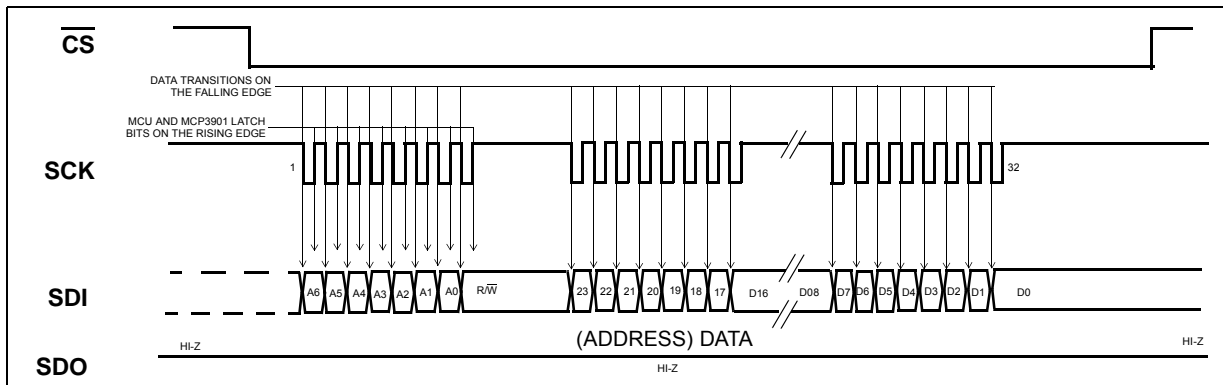 CS
DATA TRANSITIONS ON
THE FALLING EDGE
MCU AND MCP3901 LATCH
BITS ON THE RISING EDGE
SCK
1
32
SDI
A6 A5 A4 A3 A2 A1 A0 R/W 23 22 21 20 19 18 17 D16 D08 D7 D6 D5 D4 D3 D2 D1 D0
(ADDRESS) DATA
HI-Z HI-Z
SDO
HI-Z